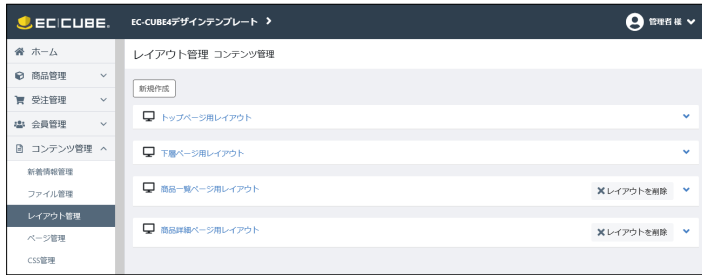 EC CUBE.
EC-CUBE4デザインテンプレート
管理者 様
ホーム
商品管理
受注管理
会員管理
コンテンツ管理
新着情報管理
ファイル管理
レイアウト管理
ページ管理
CSS管理
レイアウト管理 コンテンツ管理
新規作成
トップページ用レイアウト
下層ページ用レイアウト
商品一覧ページ用レイアウト
レイアウトを削除
商品詳細ページ用レイアウト
レイアウトを削除